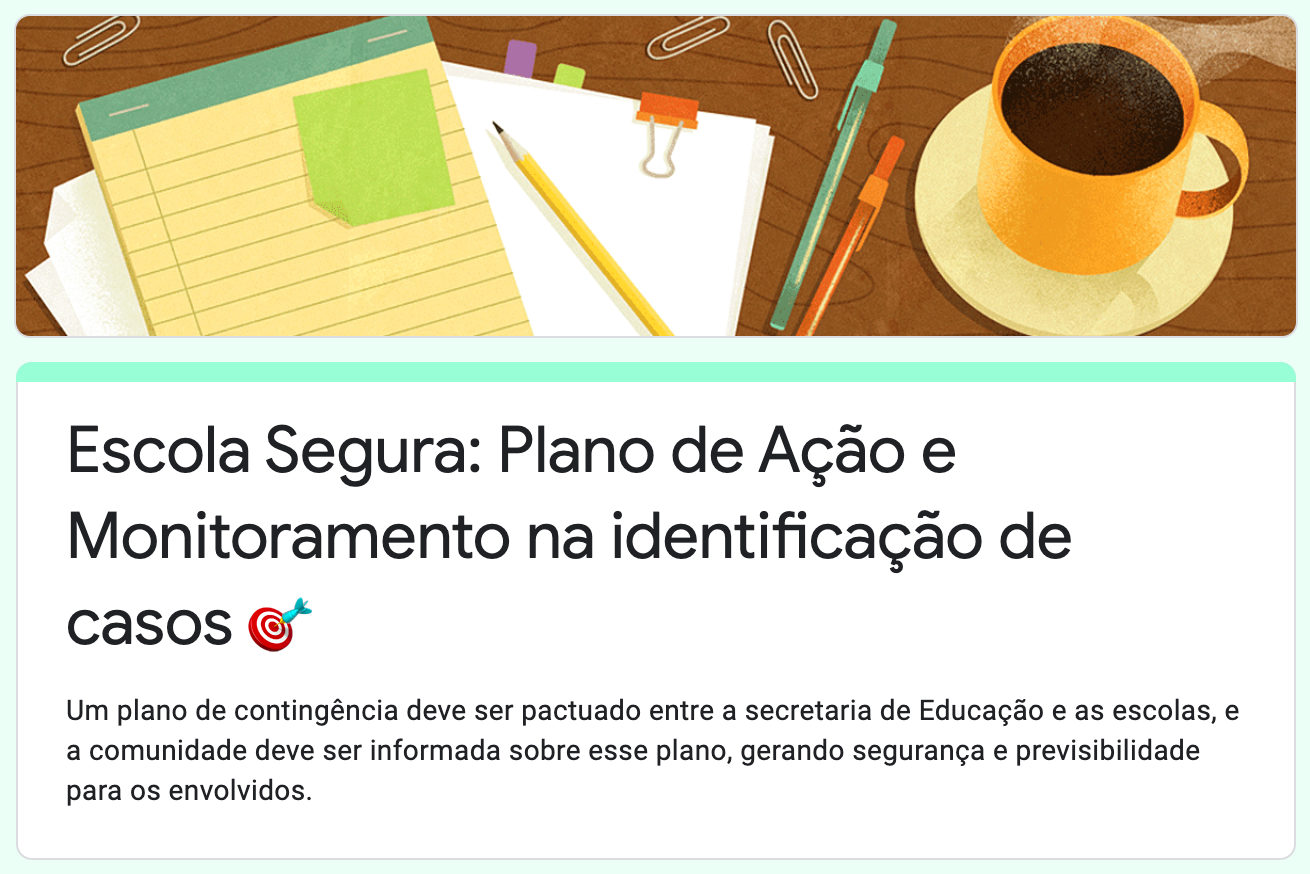 Escola Segura: Plano de Ação e
Monitoramento na identificação de
casos 🎯
Um plano de contingência deve ser pactuado entre a secretaria de Educação e as escolas, e
a comunidade deve ser informada sobre esse plano, gerando segurança e previsibilidade
para os envolvidos.